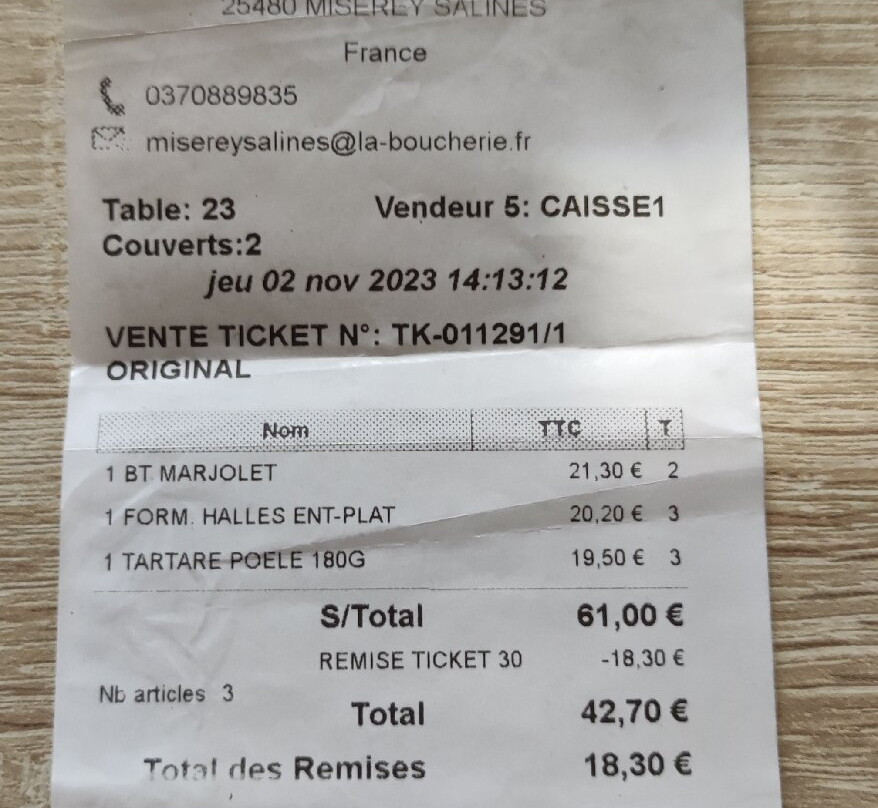 25480 MISEREY SALINES
France
0370889835
misereysalines@la-boucherie.fr
Table: 23 Vendeur 5: CAISSE1
Couverts:2
jeu 02 nov 2023 14:13:12
VENTE TICKET N°: TK-011291/1
ORIGINAL
Nom TTC T
1 BT MARJOLET 21,30 € 2
1 FORM. HALLES ENT-PLAT 20,20 € 3
1 TARTARE POELE 180G 19,50 € 3
S/Total 61,00 €
REMISE TICKET 30 -18,30 €
Nb articles 3
Total 42,70 €
Total des Remises 18,30 €